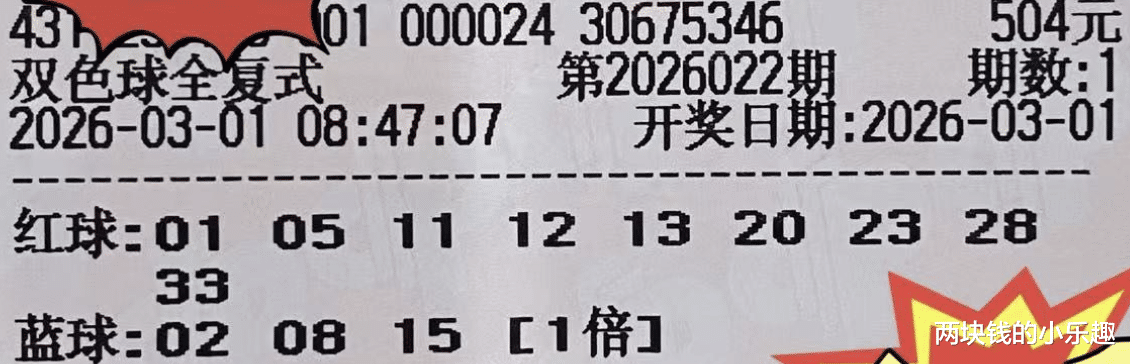 01 000024 30675346 504元
双色球全复式 第2026022期 期数:1
2026-03-01 08:47:07 开奖日期:2026-03-01
红球:01 05 11 12 13 20 23 28
33
蓝球:02 08 15 [1倍]
两块钱的小乐趣